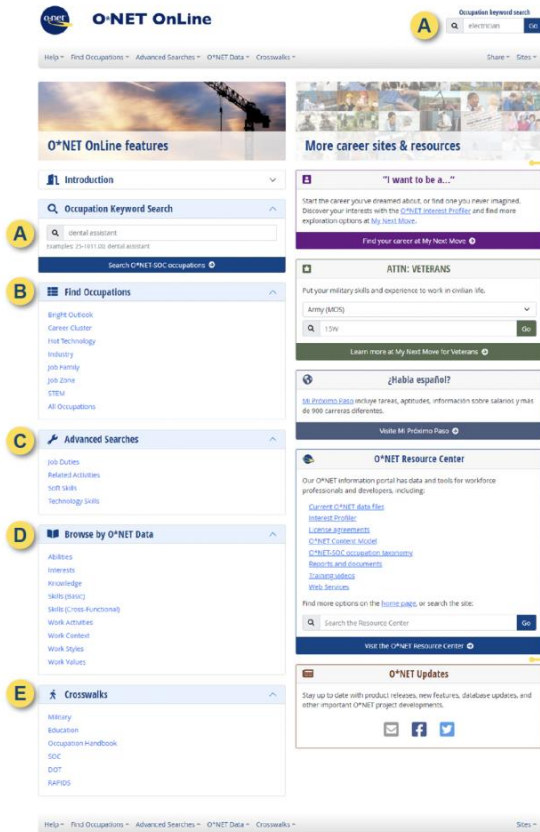 o·net
O*NET OnLine
Occupation keyword search
A
electrician
Go
Help
Find Occupations
Advanced Searches
O*NET Data
Crosswalks
Share
Sites
O*NET OnLine features
More career sites & resources
Introduction
Occupation Keyword Search
A
dental assistant
Examples: 25-1011.00, dental assistant
Search O*NET-SOC occupations
B
Find Occupations
Bright Outlook
Career Cluster
Hot Technology
Industry
Job Family
Job Zone
STEM
All Occupations
C
Advanced Searches
Job Duties
Related Activities
Soft Skills
Technology Skills
D
Browse by O*NET Data
Abilities
Interests
Knowledge
Skills (Basic)
Skills (Cross-Functional)
Work Activities
Work Context
Work Styles
Work Values
E
Crosswalks
Military
Education
Occupation Handbook
SOC
DOT
RAPIDS
"I want to be a..."
Start the career you've dreamed about, or find one you never imagined.
Discover your interests with the O*NET Interest Profiler and find more
exploration options at My Next Move.
Find your career at My Next Move
ATTN: VETERANS
Put your military skills and experience to work in civilian life.
Army (MOS)
15W
Go
Learn more at My Next Move for Veterans
¿Habla español?
Mi Próximo Paso incluye tareas, aptitudes, información sobre salarios y más
de 900 carreras diferentes.
Visite Mi Próximo Paso
O*NET Resource Center
Our O*NET information portal has data and tools for workforce
professionals and developers, including:
Current O*NET data files
Interest Profiler
License agreements
O*NET Content Model
O*NET-SOC occupation taxonomy
Reports and documents
Training videos
Web Services
Find more options on the home page, or search the site:
Search the Resource Center
Go
Visit the O*NET Resource Center
O*NET Updates
Stay up to date with product releases, new features, database updates, and
other important O*NET project developments.
Help
Find Occupations
Advanced Searches
O*NET Data
Crosswalks
Sites